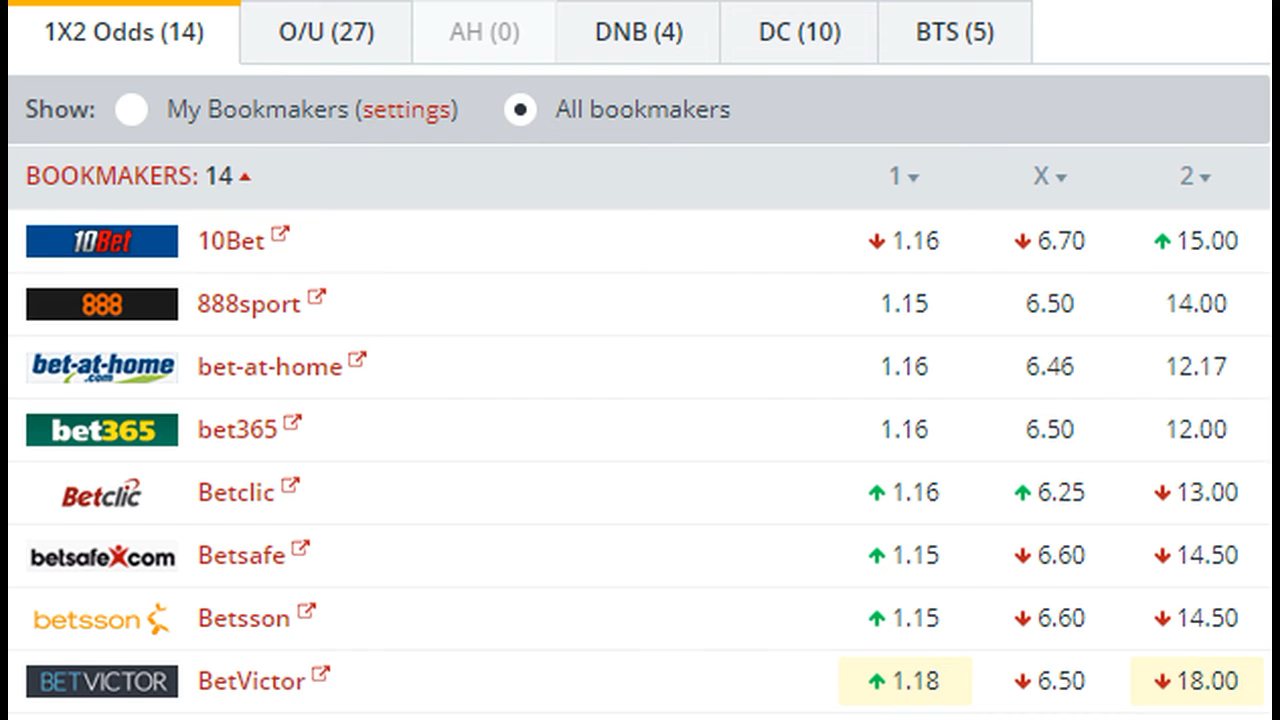 1X2 Odds (14) O/U (27) AH (0) DNB (4) DC (10) BTS (5)
Show: My Bookmakers (settings) All bookmakers
BOOKMAKERS: 14 1 X 2
10Bet 10Bet 1.16 6.70 15.00
888 888sport 1.15 6.50 14.00
bet-at-home .com bet-at-home 1.16 6.46 12.17
bet365 bet365 1.16 6.50 12.00
Betclic Betclic 1.16 6.25 13.00
betsafe com Betsafe 1.15 6.60 14.50
betsson Betsson 1.15 6.60 14.50
BETVICTOR BetVictor 1.18 6.50 18.00